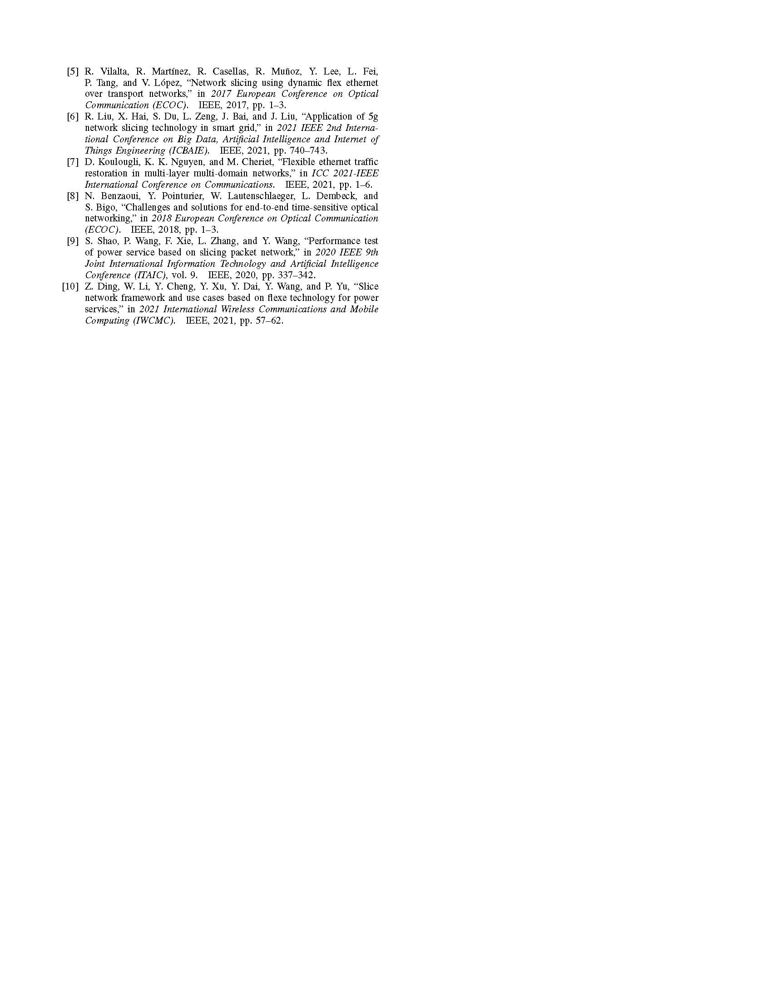 [5] R. Vilalta, R. Martínez, R. Casellas, R. Muñoz, Y. Lee, L. Fei,
P. Tang, and V. López, “Network slicing using dynamic flex ethernet
over transport networks,” in 2017 European Conference on Optical
Communication (ECOC). IEEE, 2017, pp. 1–3.
[6] R. Liu, X. Hai, S. Du, L. Zeng, J. Bai, and J. Liu, “Application of 5g
network slicing technology in smart grid,” in 2021 IEEE 2nd Interna-
tional Conference on Big Data, Artificial Intelligence and Internet of
Things Engineering (ICBAIE). IEEE, 2021, pp. 740–743.
[7] D. Koulougli, K. K. Nguyen, and M. Cheriet, “Flexible ethernet traffic
restoration in multi-layer multi-domain networks,” in ICC 2021-IEEE
International Conference on Communications. IEEE, 2021, pp. 1–6.
[8] N. Benzaoui, Y. Pointurier, W. Lautenschlaeger, L. Dembeck, and
S. Bigo, “Challenges and solutions for end-to-end time-sensitive optical
networking,” in 2018 European Conference on Optical Communication
(ECOC). IEEE, 2018, pp. 1–3.
[9] S. Shao, P. Wang, F. Xie, L. Zhang, and Y. Wang, “Performance test
of power service based on slicing packet network,” in 2020 IEEE 9th
Joint International Information Technology and Artificial Intelligence
Conference (ITAIC), vol. 9. IEEE, 2020, pp. 337–342.
[10] Z. Ding, W. Li, Y. Cheng, Y. Xu, Y. Dai, Y. Wang, and P. Yu, “Slice
network framework and use cases based on flexe technology for power
services,” in 2021 International Wireless Communications and Mobile
Computing (IWCMC). IEEE, 2021, pp. 57–62.